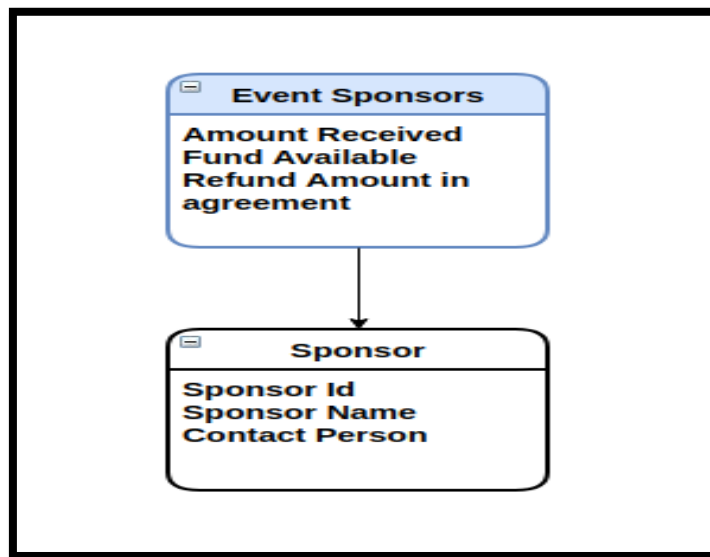 Event Sponsors
Amount Received
Fund Available
Refund Amount in
agreement
Sponsor
Sponsor Id
Sponsor Name
Contact Person